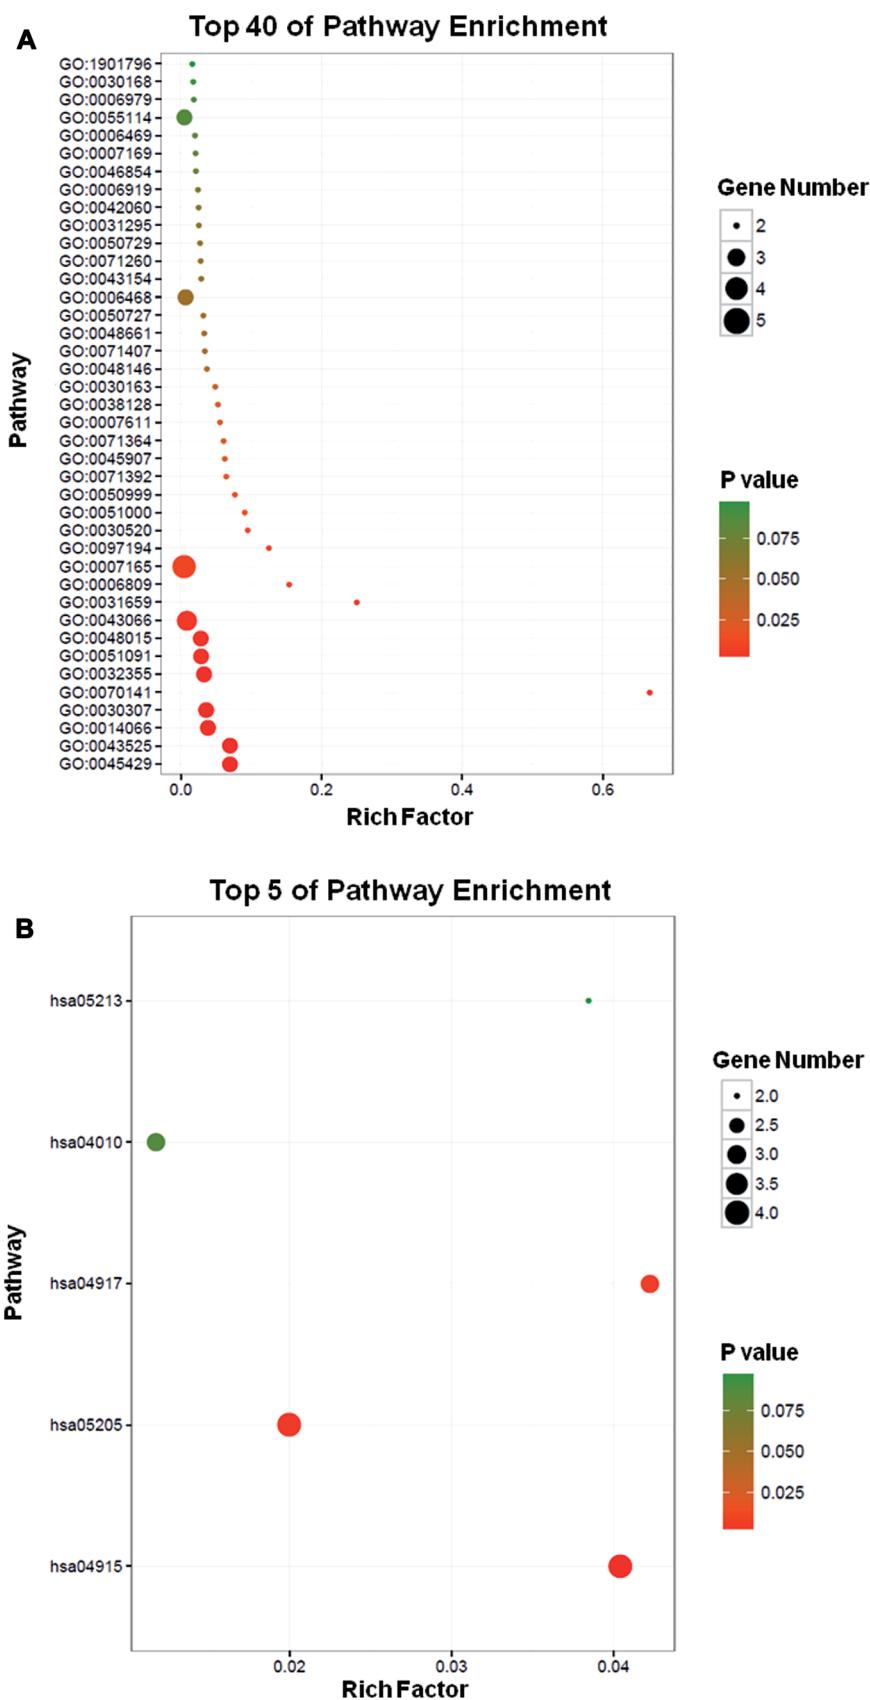 A
Top 40 of Pathway Enrichment
GO:1901796
GO:0030168
GO:0006979
GO:0055114
GO:0006469
GO:0007169
GO:0046854
GO:0006919
GO:0042060
GO:0031295
GO:0050729
GO:0071260
GO:0043154
GO:0006468
GO:0050727
GO:0048661
GO:0071407
GO:0048146
GO:0030163
GO:0038128
GO:0007611
GO:0071364
GO:0045907
GO:0071392
GO:0050999
GO:0051000
GO:0030520
GO:0097194
GO:0007165
GO:0006809
GO:0031659
GO:0043066
GO:0048015
GO:0051091
GO:0032355
GO:0070141
GO:0030307
GO:0014066
GO:0043525
GO:0045429
Pathway
0.0 0.2 0.4 0.6
Rich Factor
Gene Number
2
3
4
5
P value
0.075
0.050
0.025
Top 5 of Pathway Enrichment
B
hsa05213
hsa04010
hsa04917
hsa05205
hsa04915
Pathway
0.02 0.03 0.04
Rich Factor
Gene Number
2.0
2.5
3.0
3.5
4.0
P value
0.075
0.050
0.025